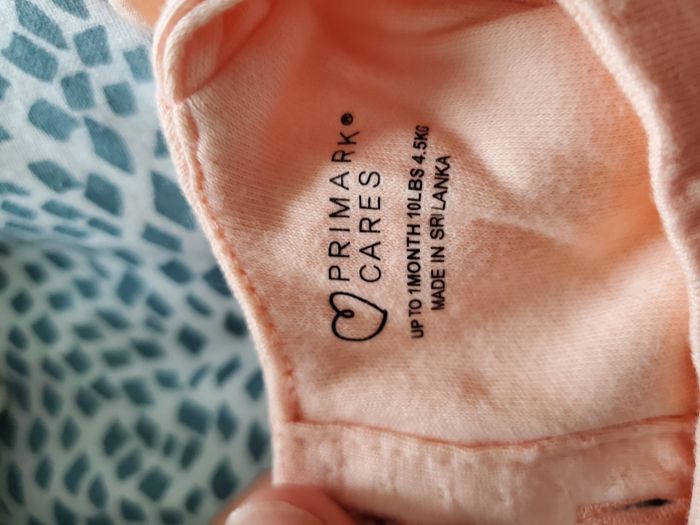 PRIMARK®
CARES
UP TO 1MONTH 10LBS 4.5KG
MADE IN SRI LANKA